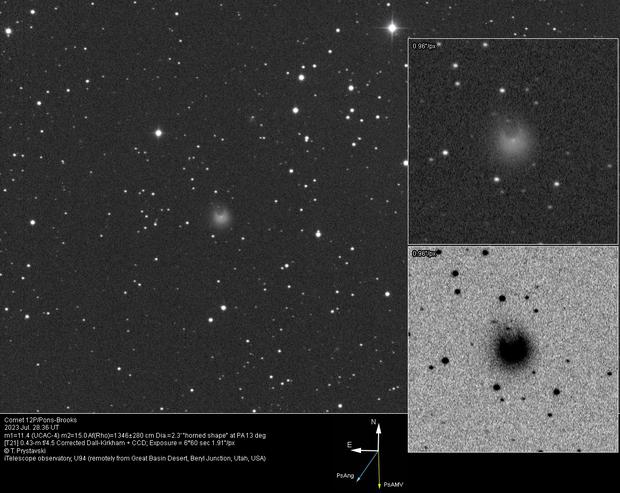 0.96"/px
0.96"/px
Comet 12P/Pons-Brooks
2023 Jul. 28.36 UT
m1=11.4 (UCAC-4) m2=15.0 Af(Rho)=1346±280 cm Dia.=2.3' "horned shape" at PA 13 deg
[T21] 0.43-m f/4.5 Corrected Dall-Kirkham + CCD; Exposure = 6*60 sec 1.91"/px
© T. Prystavski
iTelescope observatory, U94 (remotely from Great Basin Desert, Beryl Junction, Utah, USA)
N
E
PsAng
PsAMV